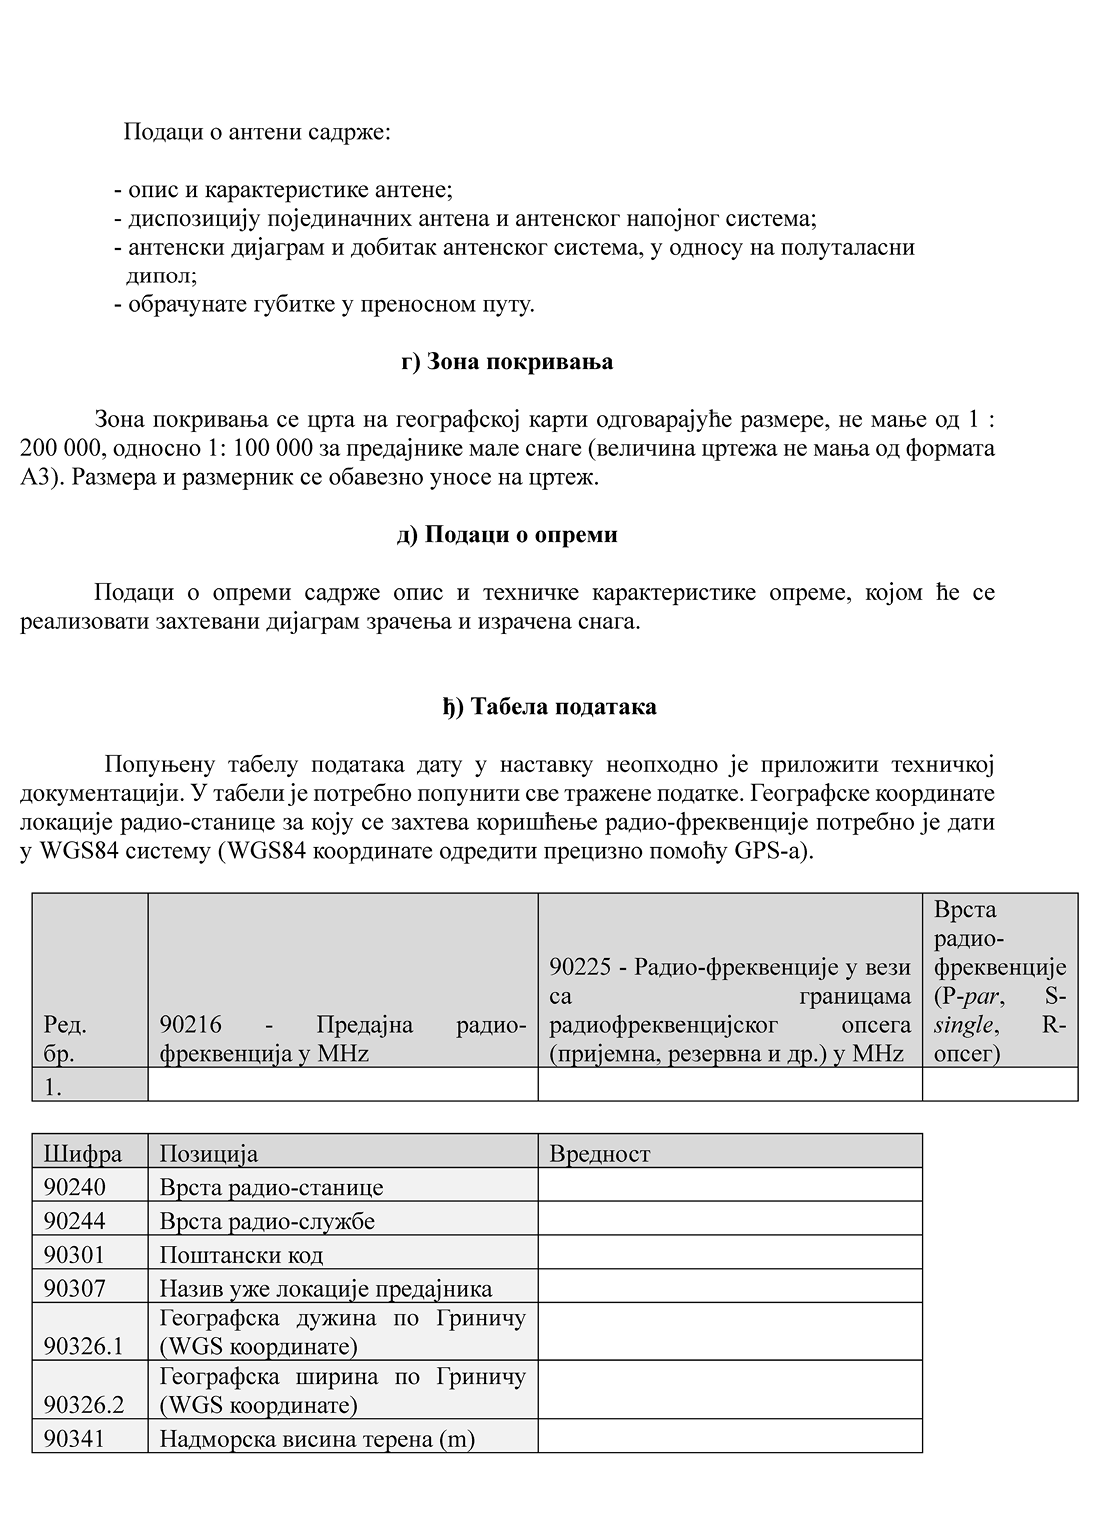 Подаци о антени садрже:
- опис и карактеристике антене;
- диспозицију појединачних антена и антенског напојног система;
- антенски дијаграм и добитак антенског система, у односу на полуталасни
дипол;
- обрачунате губитке у преносном путу.
г) Зона покривања
Зона покривања се црта на географској карти одговарајуће размере, не мање од 1 :
200 000, односно 1: 100 000 за предајнике мале снаге (величина цртежа не мања од формата
А3). Размера и размерник се обавезно уносе на цртеж.
д) Подаци о опреми
Подаци о опреми садрже опис и техничке карактеристике опреме, којом ће се
реализовати захтевани дијаграм зрачења и израчена снага.
ђ) Табела података
Попуњену табелу података дату у наставку неопходно је приложити техничкој
документацији. У табели је потребно попунити све тражене податке. Географске координате
локације радио-станице за коју се захтева коришћење радио-фреквенције потребно је дати
у WGS84 систему (WGS84 координате одредити прецизно помоћу GPS-а).
Ред.
бр.
90216 - Предајна радио-
фреквенција у MHz
90225 - Радио-фреквенције у вези
са границама
радиофреквенцијског опсега
(пријемна, резервна и др.) у MHz
Врста
радио-
фреквенције
(P-par, S-
single, R-
опсег)
1.
Шифра Позиција Вредност
90240 Врста радио-станице
90244 Врста радио-службе
90301 Поштански код
90307 Назив уже локације предајника
Географска дужина по Гриничу
90326.1 (WGS координате)
Географска ширина по Гриничу
90326.2 (WGS координате)
90341 Надморска висина терена (m)